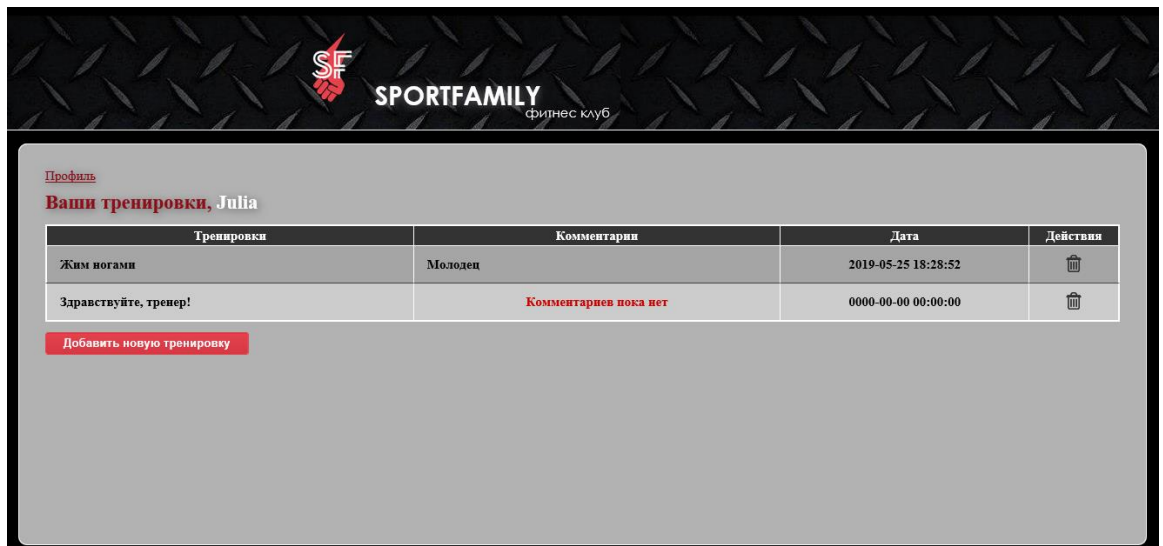 SF
SPORTFAMILY
фитнес клуб
Профиль
Ваши тренировки, Julia
Тренировки Комментарии Дата Действия
Жим ногами Молодец 2019-05-25 18:28:52
Здравствуйте, тренер! Комментариев пока нет 0000-00-00 00:00:00
Добавить новую тренировку